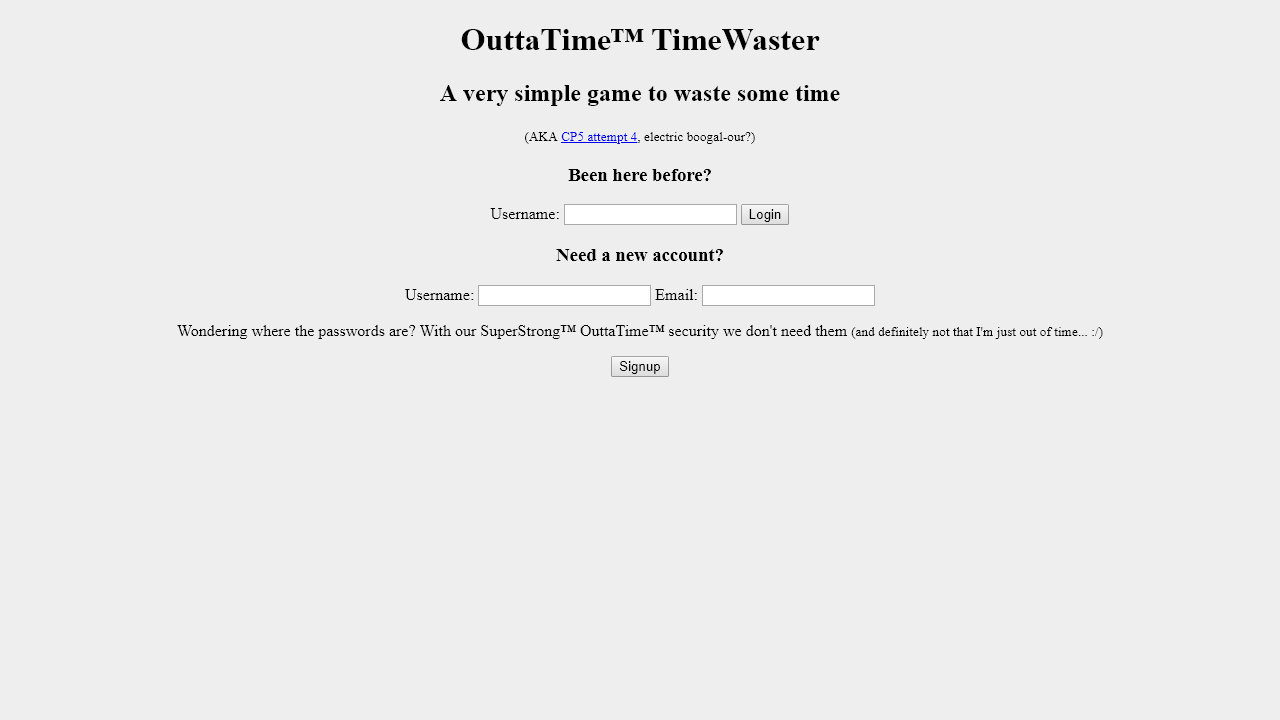 OuttaTime™ TimeWaster
A very simple game to waste some time
(AKA CP5 attempt 4, electric boogal-our?)
Been here before?
Username: Login
Need a new account?
Username: Email:
Wondering where the passwords are? With our SuperStrong™ OuttaTime™ security we don't need them (and definitely not that I'm just out of time... :/)
Signup